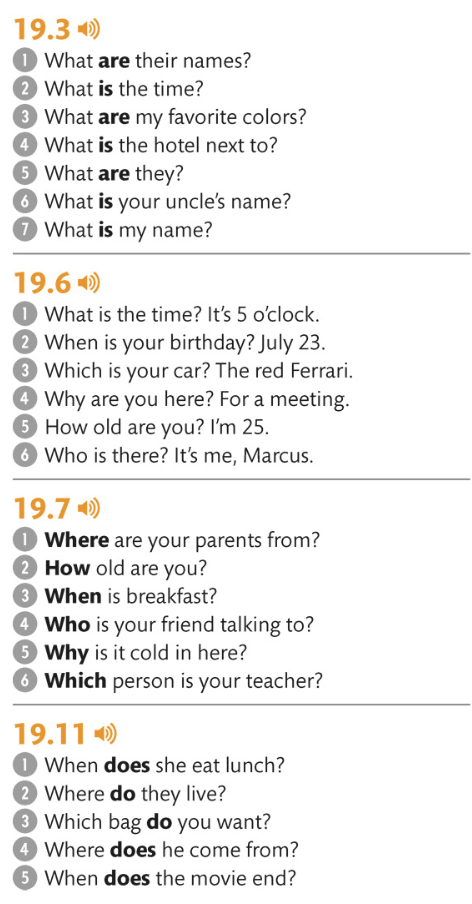 19.3
1 What are their names?
2 What is the time?
3 What are my favorite colors?
4 What is the hotel next to?
5 What are they?
6 What is your uncle’s name?
7 What is my name?
19.6
1 What is the time? It’s 5 o’clock.
2 When is your birthday? July 23.
3 Which is your car? The red Ferrari.
4 Why are you here? For a meeting.
5 How old are you? I’m 25.
6 Who is there? It’s me, Marcus.
19.7
1 Where are your parents from?
2 How old are you?
3 When is breakfast?
4 Who is your friend talking to?
5 Why is it cold in here?
6 Which person is your teacher?
19.11
1 When does she eat lunch?
2 Where do they live?
3 Which bag do you want?
4 Where does he come from?
5 When does the movie end?